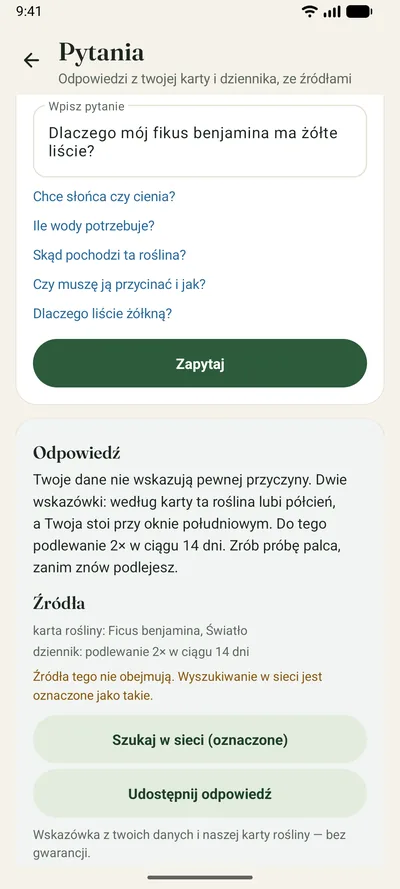 9:41
Pytania
Odpowiedzi z twojej karty i dziennika, ze źródłami
Wpisz pytanie
Dlaczego mój fikus benjamina ma żółte
liście?
Chce słońca czy cienia?
Ile wody potrzebuje?
Skąd pochodzi ta roślina?
Czy muszę ją przycinać i jak?
Dlaczego liście żółkną?
Zapytaj
Odpowiedź
Twoje dane nie wskazują pewnej przyczyny. Dwie
wskazówki: według karty ta roślina lubi półcień,
a Twoja stoi przy oknie południowym. Do tego
podlewanie 2× w ciągu 14 dni. Zrób próbę palca,
zanim znów podlejesz.
Źródła
karta rośliny: Ficus benjamina, Światło
dziennik: podlewanie 2× w ciągu 14 dni
Źródła tego nie obejmują. Wyszukiwanie w sieci jest
oznaczone jako takie.
Szukaj w sieci (oznaczone)
Udostępnij odpowiedź
Wskazówka z twoich danych i naszej karty rośliny — bez
gwarancji.